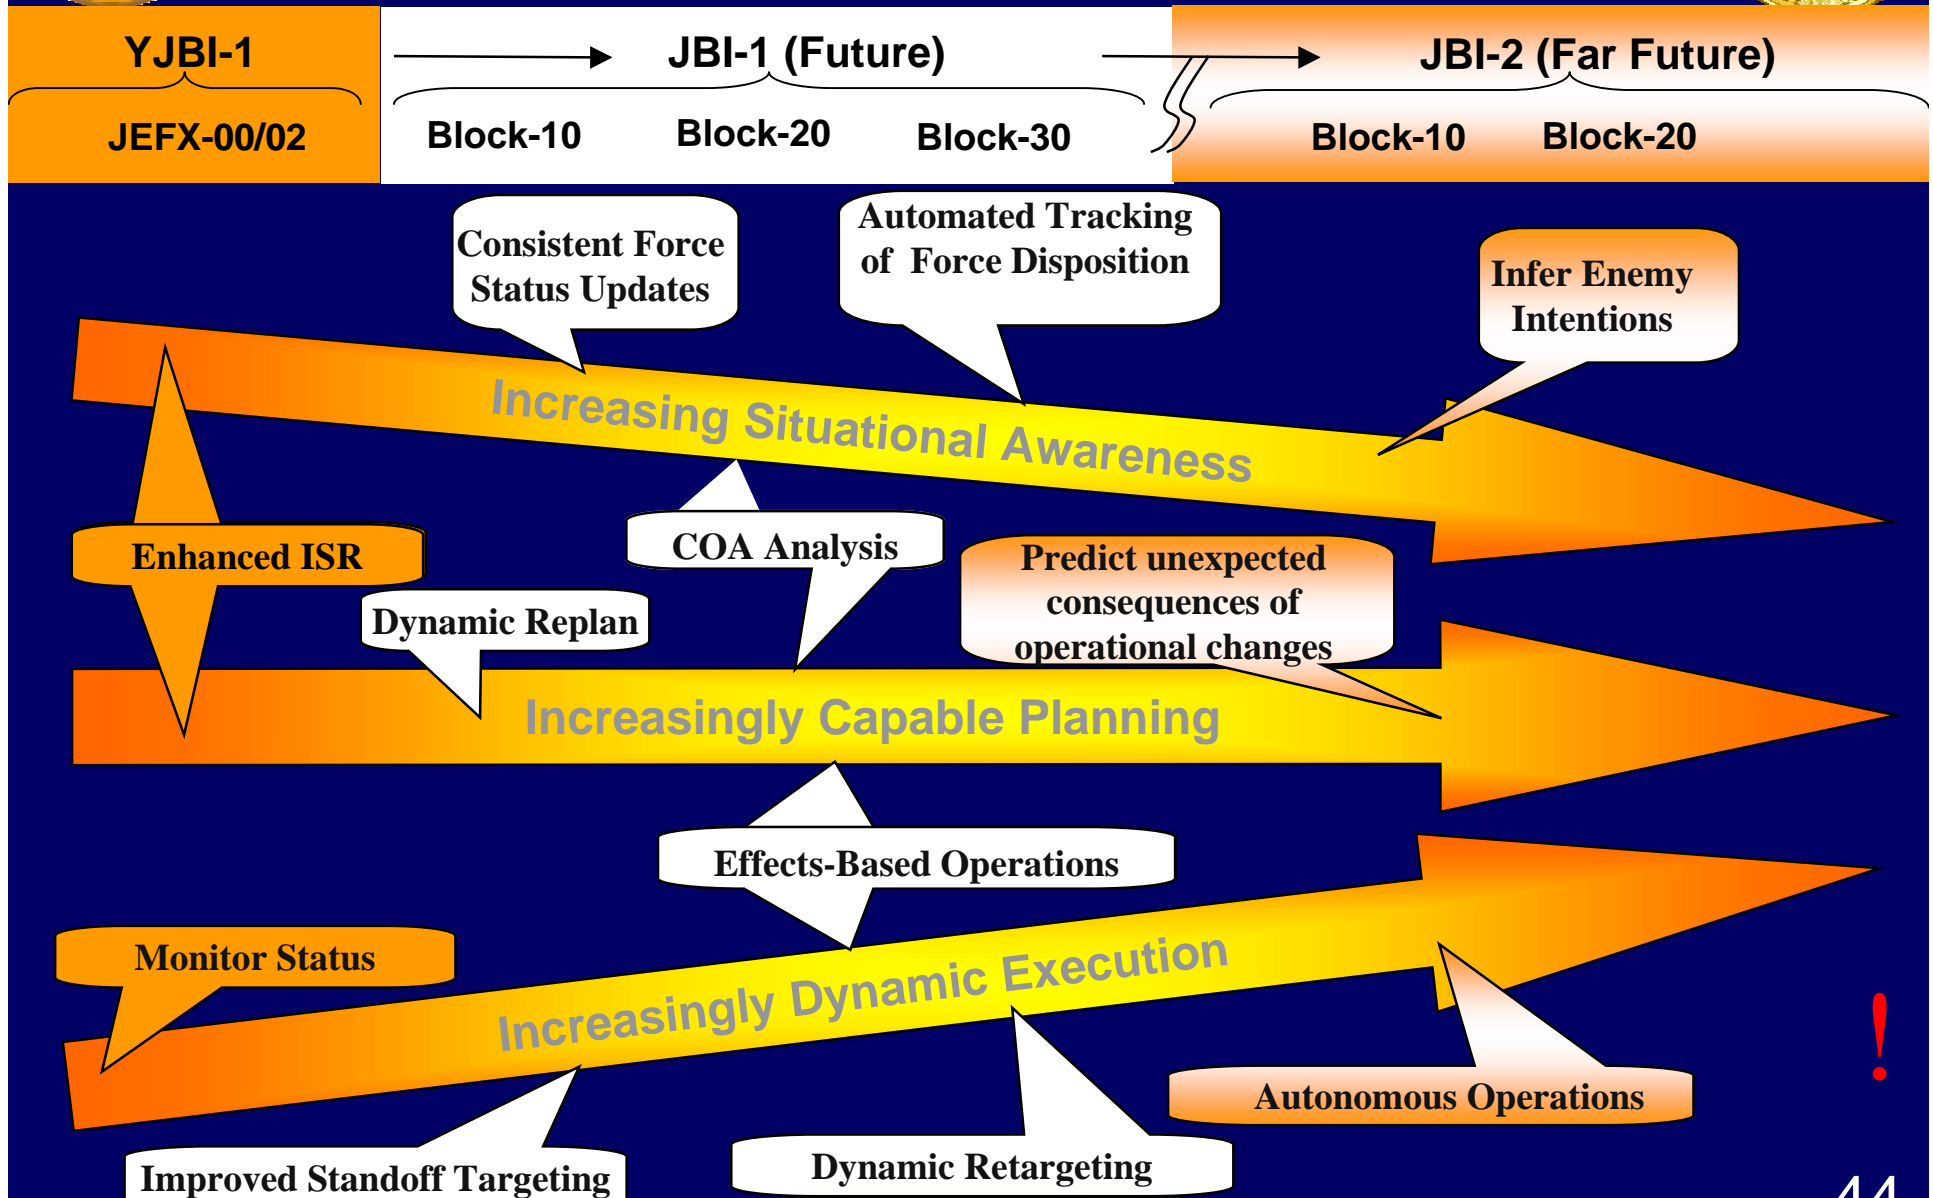 YJBI-1
JBI-1 (Future)
JBI-2 (Far Future)
JEFX-00/02
Block-10
Block-20
Block-30
Block-10
Block-20
Consistent Force
Status Updates
Automated Tracking
of Force Disposition
Infer Enemy
Intentions
Increasing Situational Awareness
Enhanced ISR
COA Analysis
Predict unexpected
consequences of
operational changes
Dynamic Replan
Increasingly Capable Planning
Effects-Based Operations
Monitor Status
Increasingly Dynamic Execution
!
Autonomous Operations
Improved Standoff Targeting
Dynamic Retargeting
44